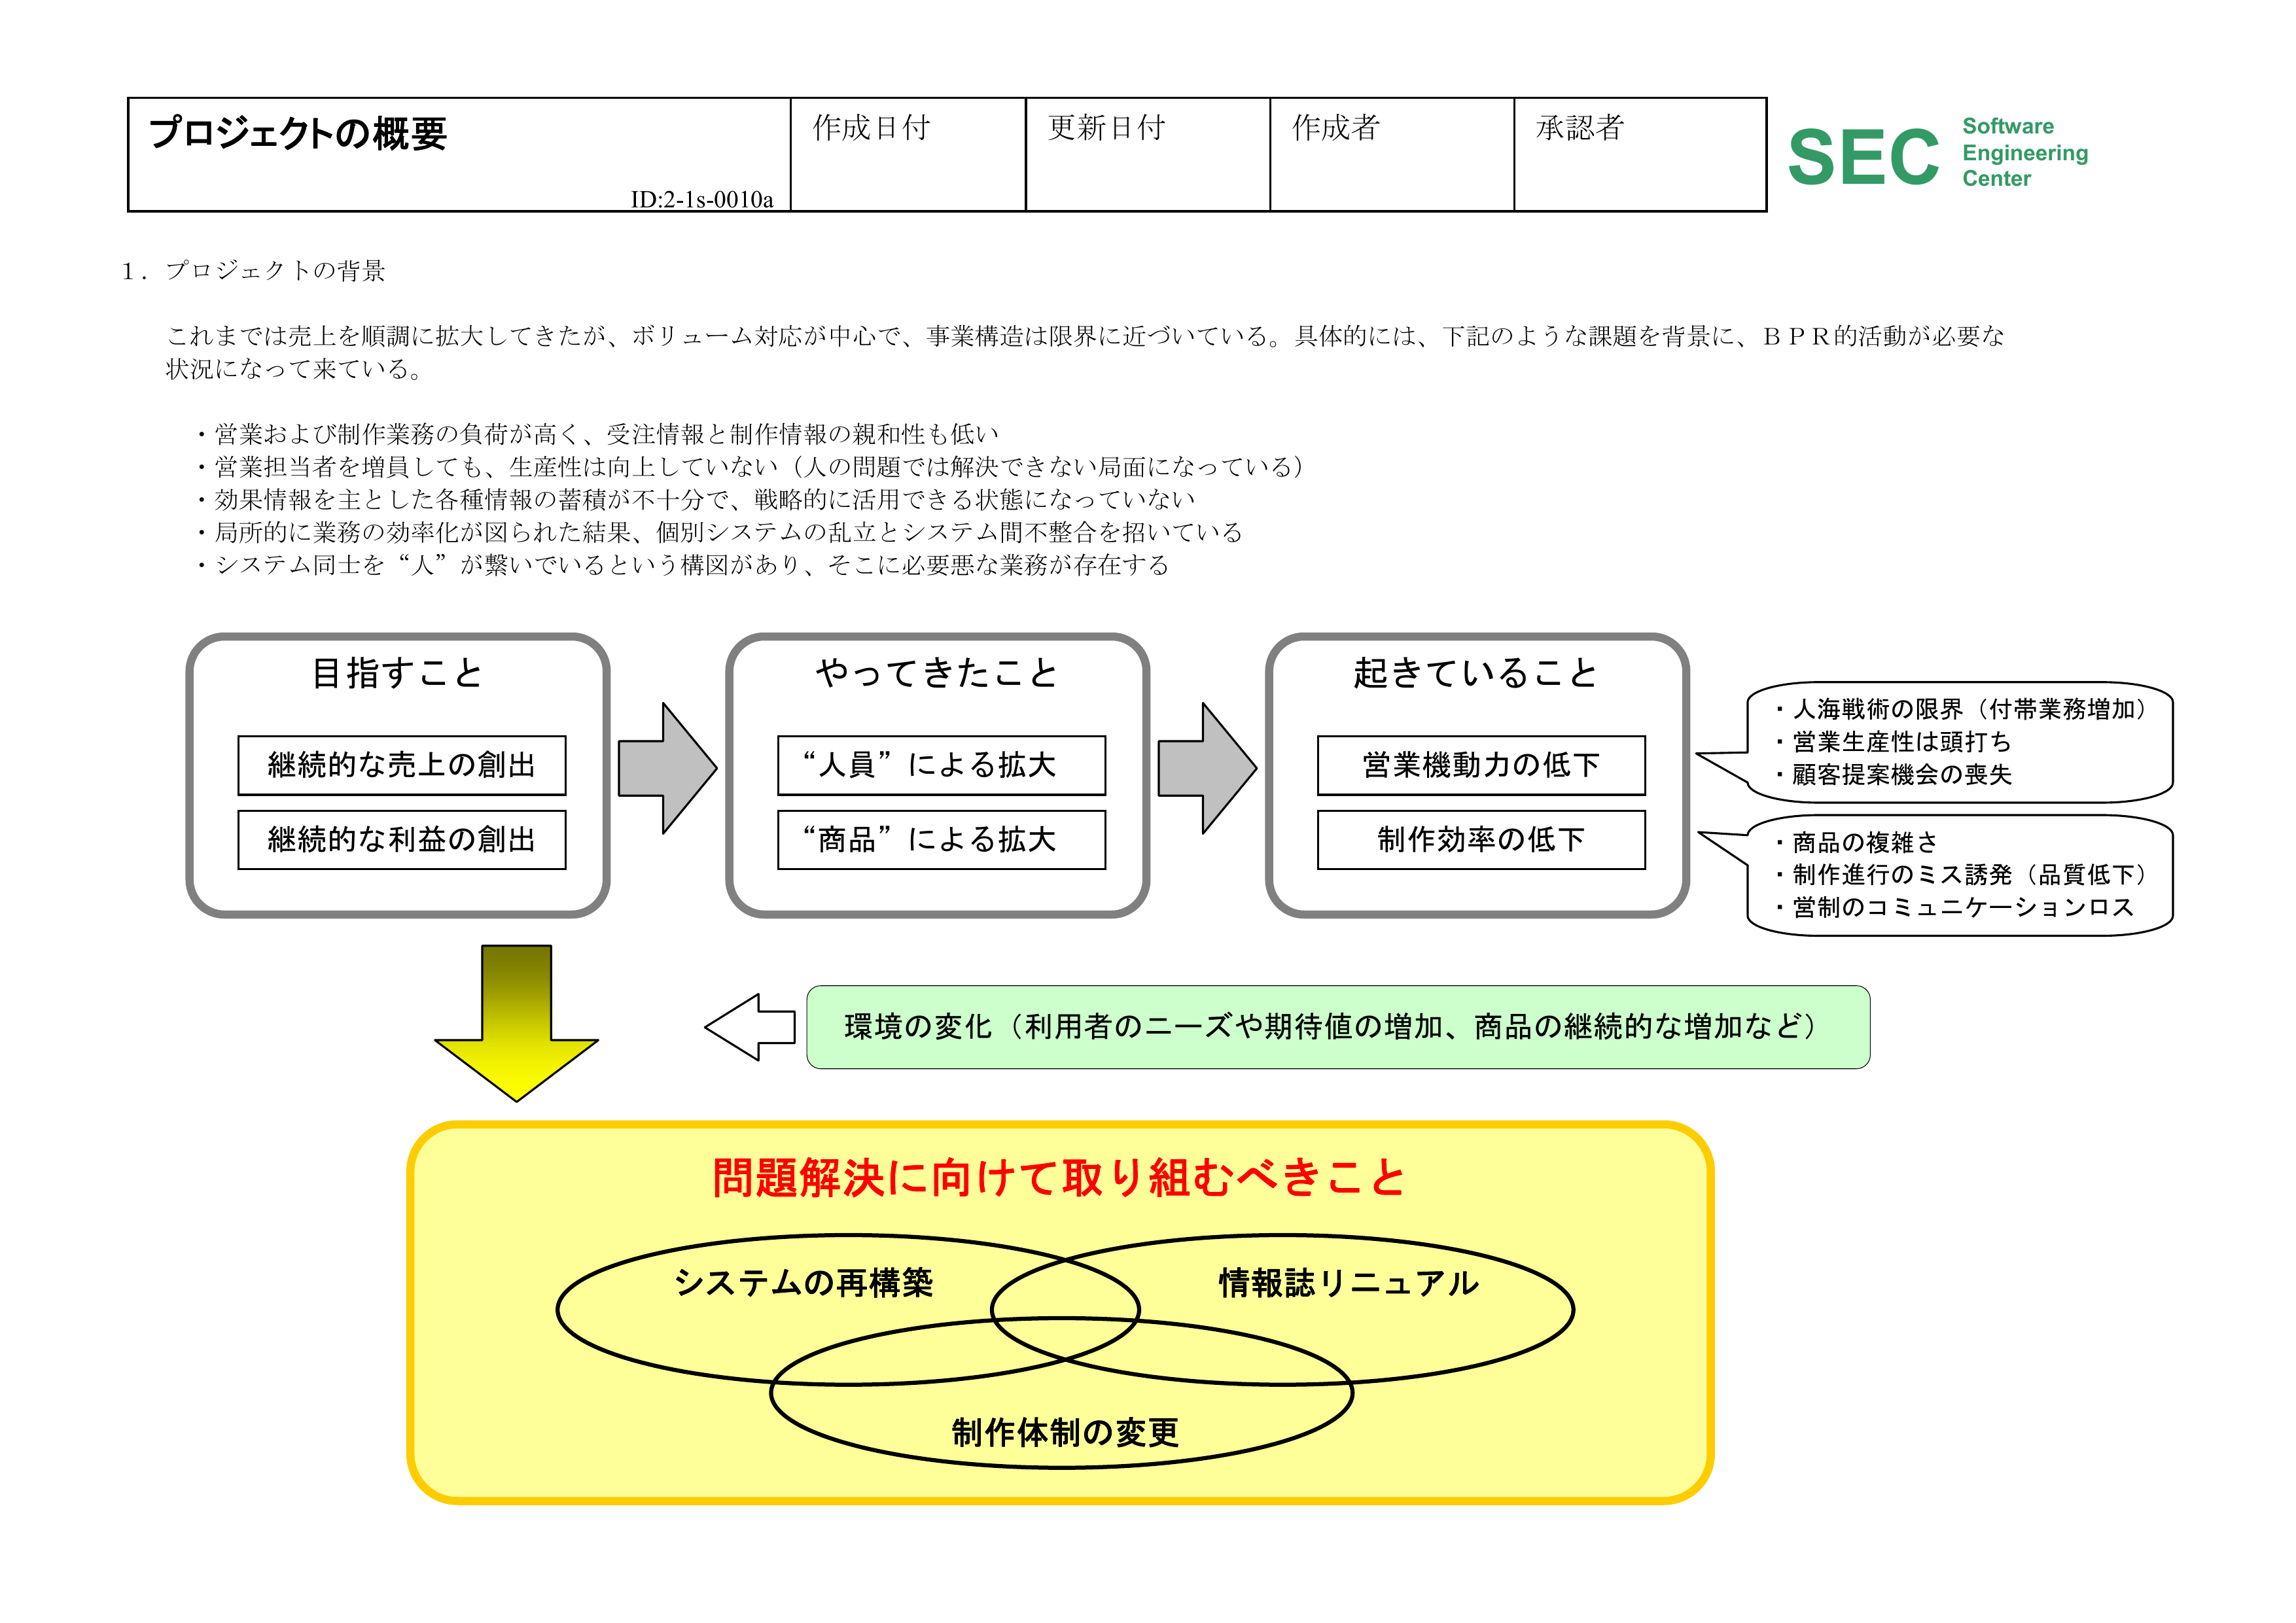 プロジェクトの概要
ID:2-1s-0010a
作成日付
更新日付
作成者
承認者
SEC
Software
Engineering
Center
1．プロジェクトの背景
これまでは売上を順調に拡大してきたが、ボリューム対応が中心で、事業構造は限界に近づいている。具体的には、下記のような課題を背景に、ＢＰＲ的活動が必要な
状況になって来ている。
・営業および制作業務の負荷が高く、受注情報と制作情報の親和性も低い
・営業担当者を増員しても、生産性は向上していない（人の問題では解決できない局面になっている）
・効果情報を主とした各種情報の蓄積が不十分で、戦略的に活用できる状態になっていない
・局所的に業務の効率化が図られた結果、個別システムの乱立とシステム間不整合を招いている
・システム同士を“人”が繋いでいるという構図があり、そこに必要悪な業務が存在する
目指すこと
継続的な売上の創出
継続的な利益の創出
やってきたこと
“人員”による拡大
“商品”による拡大
起きていること
営業機動力の低下
制作効率の低下
・人海戦術の限界（付帯業務増加）
・営業生産性は頭打ち
・顧客提案機会の喪失
・商品の複雑さ
・制作進行のミス誘発（品質低下）
・営制のコミュニケーションロス
環境の変化（利用者のニーズや期待値の増加、商品の継続的な増加など）
問題解決に向けて取り組むべきこと
システムの再構築
情報誌リニューアル
制作体制の変更